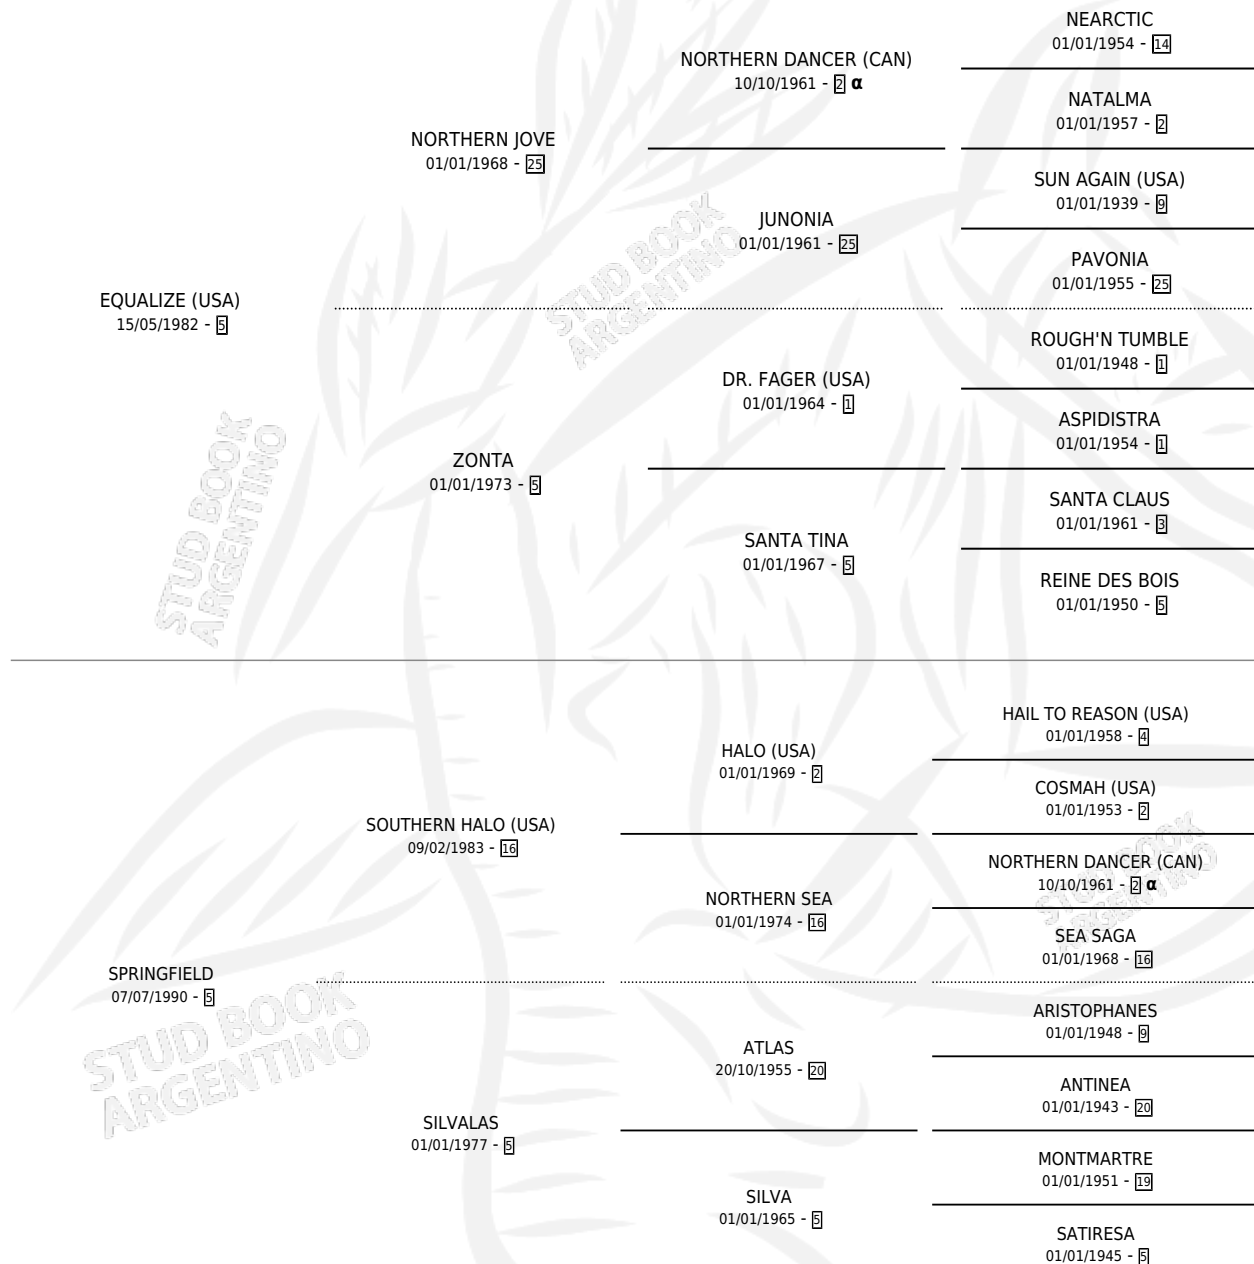 NEARCTIC
01/01/1954 - 14
NORTHERN DANCER (CAN)
10/10/1961 - 2 α
NATALMA
01/01/1957 - 2
NORTHERN JOVE
01/01/1968 - 25
SUN AGAIN (USA)
01/01/1939 - 9
JUNONIA
01/01/1961 - 25
PAVONIA
01/01/1955 - 25
EQUALIZE (USA)
15/05/1982 - 5
ROUGH'N TUMBLE
01/01/1948 - 1
DR. FAGER (USA)
01/01/1964 - 1
ASPIDISTRA
01/01/1954 - 1
ZONTA
01/01/1973 - 5
SANTA CLAUS
01/01/1961 - 3
SANTA TINA
01/01/1967 - 5
REINE DES BOIS
01/01/1950 - 5
HAIL TO REASON (USA)
01/01/1958 - 4
HALO (USA)
01/01/1969 - 2
COSMAH (USA)
01/01/1953 - 2
SOUTHERN HALO (USA)
09/02/1983 - 16
NORTHERN DANCER (CAN)
10/10/1961 - 2 α
NORTHERN SEA
01/01/1974 - 16
SEA SAGA
01/01/1968 - 16
SPRINGFIELD
07/07/1990 - 5
ARISTOPHANES
01/01/1948 - 9
ATLAS
20/10/1955 - 20
ANTINEA
01/01/1943 - 20
SILVALAS
01/01/1977 - 5
MONTMARTRE
01/01/1951 - 19
SILVA
01/01/1965 - 5
SATIRESA
01/01/1945 - 5
STUD BOOK
ARGENTINO
STUD BOOK
ARGENTINO
STUD BOOK
ARGENTINO
STUD BOOK
ARGENTINO